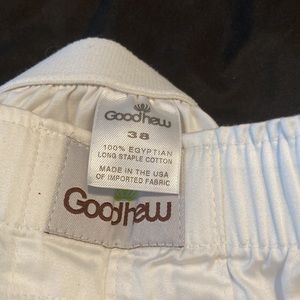 Goodhew
38
100% EGYPTIAN
LONG STAPLE COTTON
MADE IN THE USA
OF IMPORTED FABRIC
Goodhew